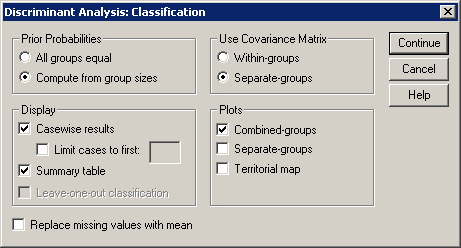 Discriminant Analysis: Classification
Prior Probabilities
All groups equal
Compute from group sizes
Use Covariance Matrix
Within-groups
Separate-groups
Continue
Cancel
Help
Display
Casewise results
Limit cases to first:
Summary table
Leave-one-out classification
Plots
Combined-groups
Separate-groups
Territorial map
Replace missing values with mean